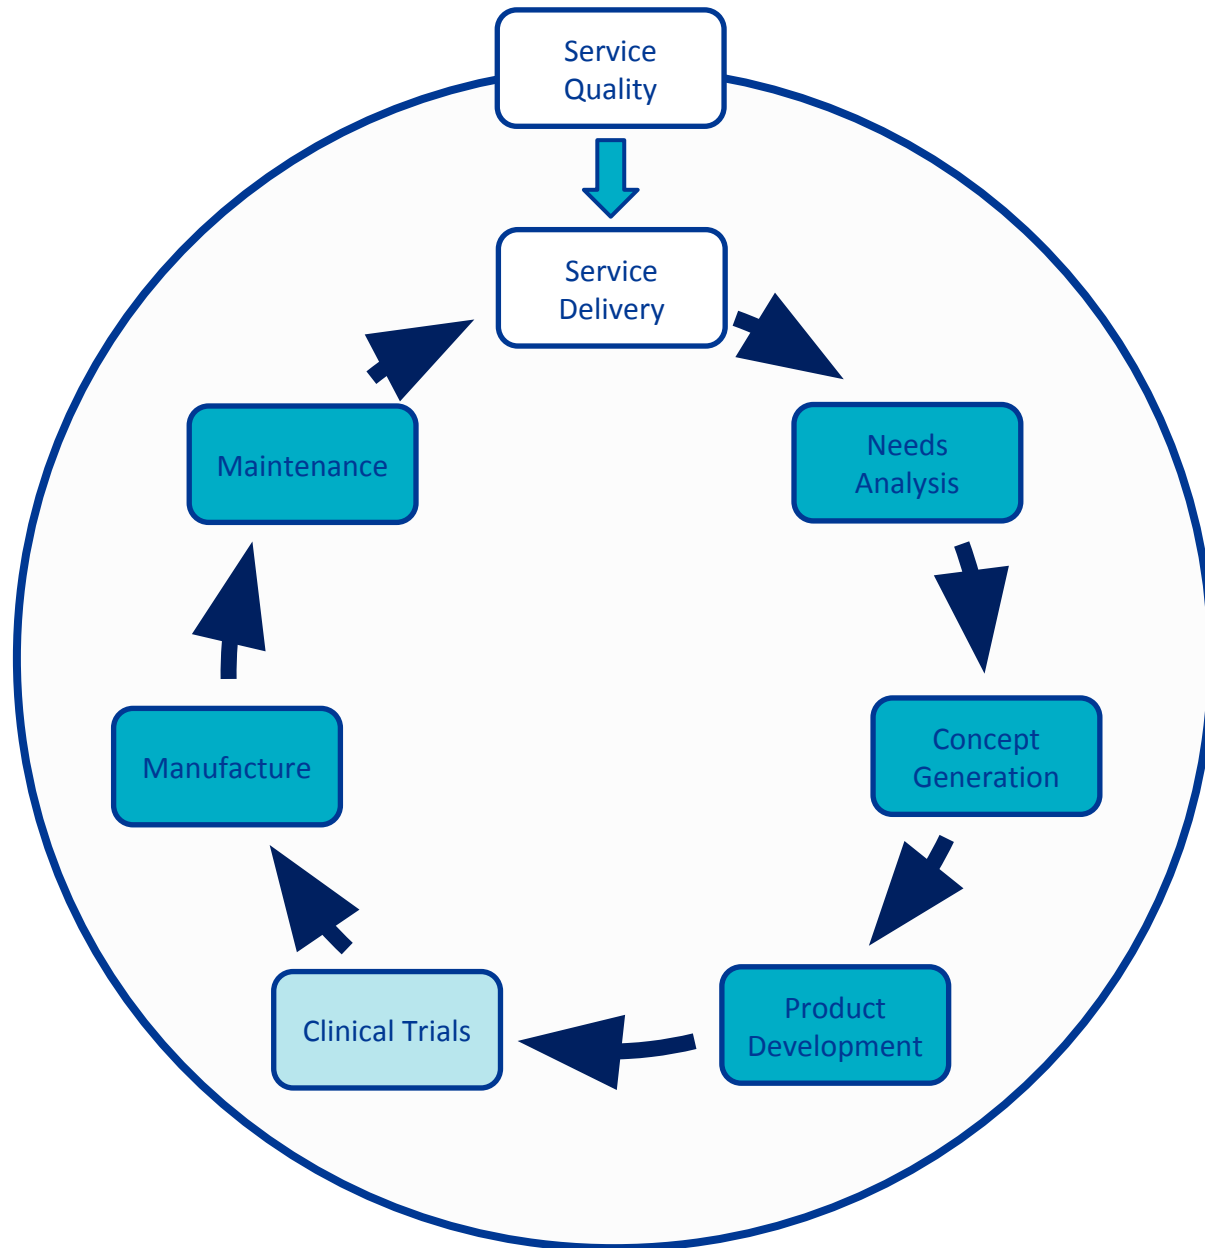 Service
Quality
Service
Delivery
Needs
Analysis
Concept
Generation
Product
Development
Clinical Trials
Manufacture
Maintenance